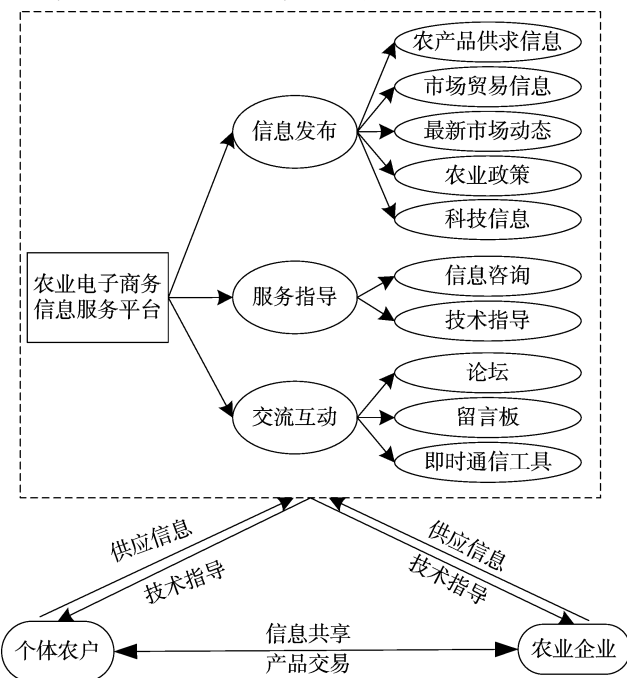 农产品供求信息
市场贸易信息
信息发布
最新市场动态
农业政策
科技信息
农业电子商务
信息服务平台
服务指导
信息咨询
技术指导
交流互动
论坛
留言板
即时通信工具
供应信息
技术指导
供应信息
技术指导
个体农户
信息共享
产品交易
农业企业